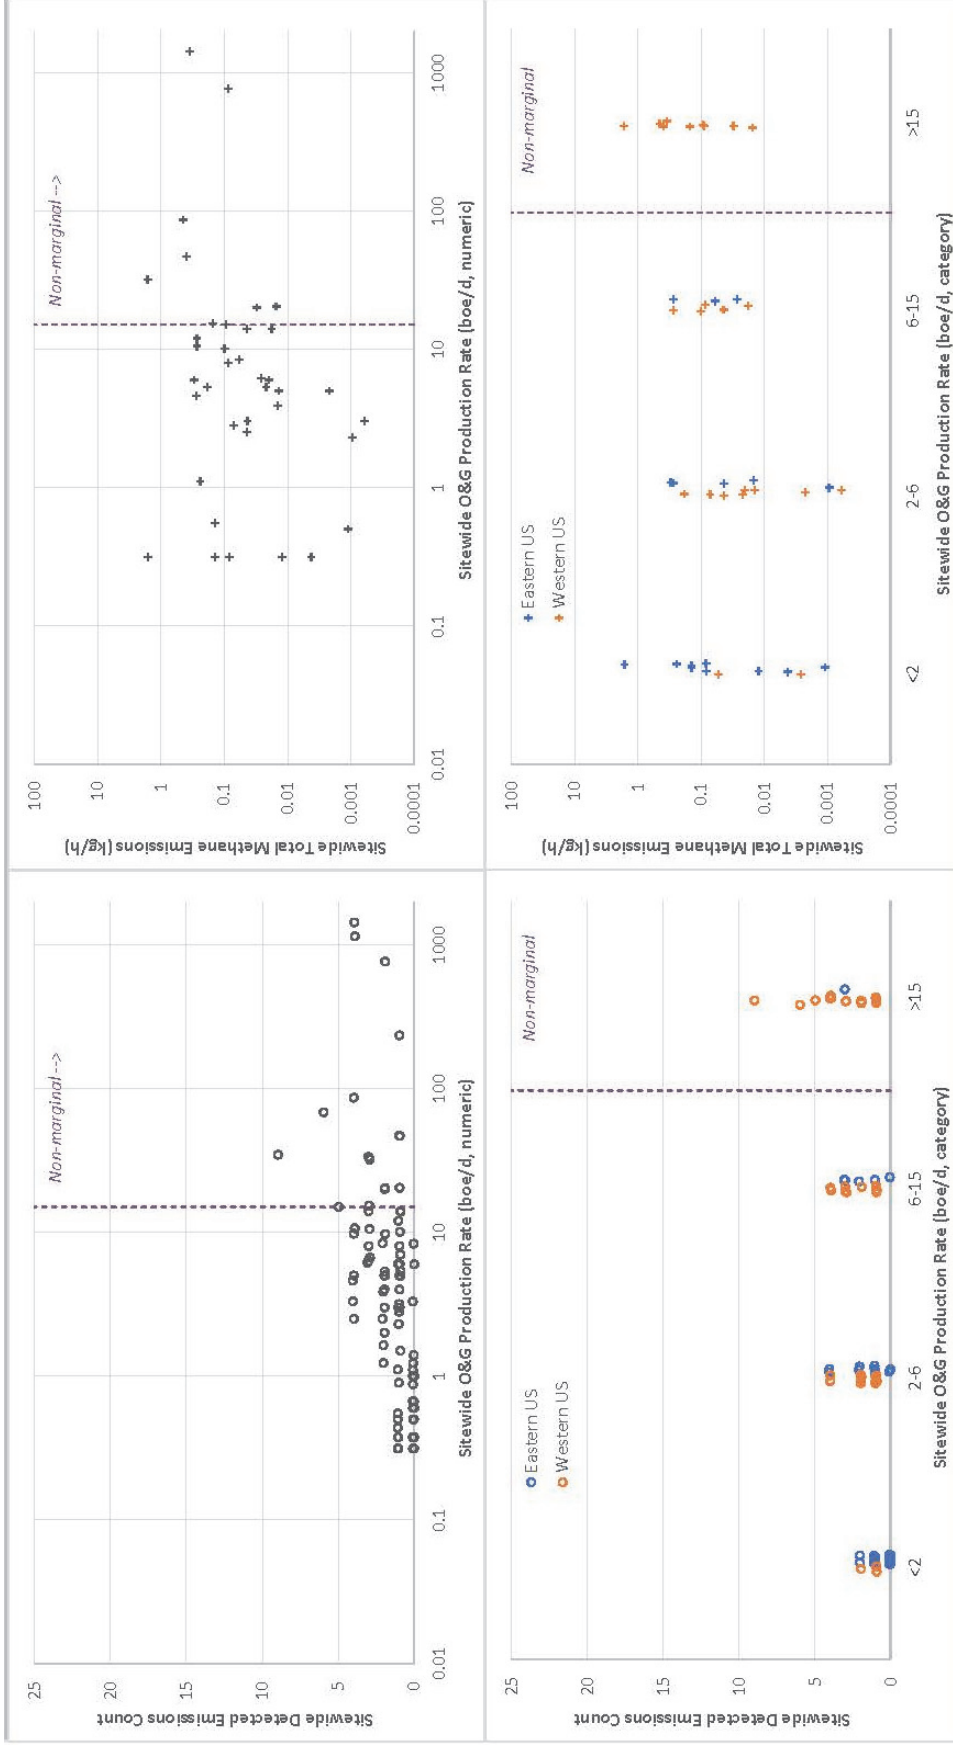 25
20
15
10
5
0
Sitewide Detected Emissions Count
Non-marginal -->
0.01
0.1
1
10
100
1000
Sitewide O&G Production Rate (boe/d, numeric)
100
10
1
0.1
0.01
0.001
0.0001
Sitewide Total Methane Emissions (kg/h)
Non-marginal -->
0.01
0.1
1
10
100
1000
Sitewide O&G Production Rate (boe/d, numeric)
25
20
15
10
5
0
Sitewide Detected Emissions Count
Eastern US
Western US
Non-marginal
<2
2-6
6-15
>15
Sitewide O&G Production Rate (boe/d, category)
100
10
1
0.1
0.01
0.001
0.0001
Sitewide Total Methane Emissions (kg/h)
Eastern US
Western US
Non-marginal
<2
2-6
6-15
>15
Sitewide O&G Production Rate (boe/d, category)